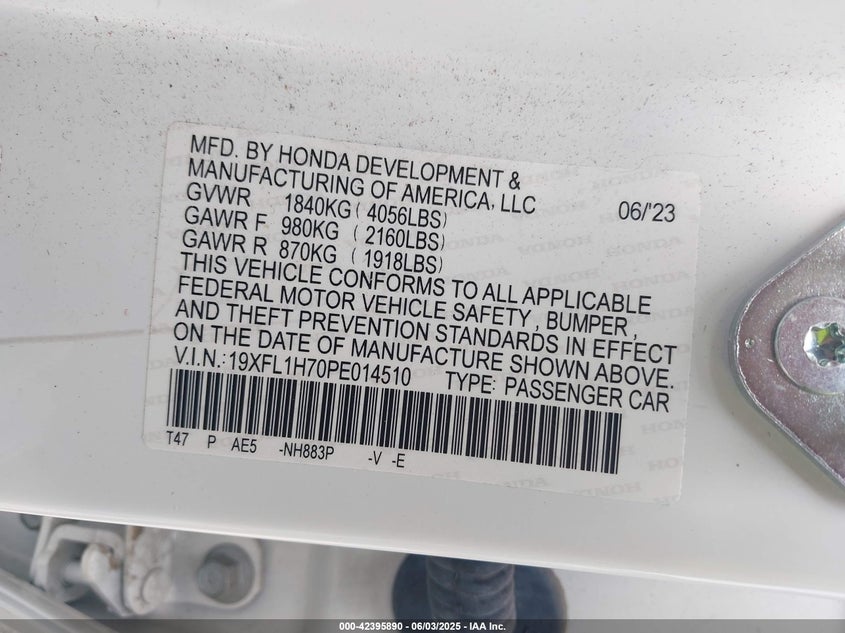 MFD. BY HONDA DEVELOPMENT &
MANUFACTURING OF AMERICA, LLC
GVWR 1840KG ( 4056LBS) 06/'23
GAWR F 980KG ( 2160LBS)
GAWR R 870KG ( 1918LBS)
THIS VEHICLE CONFORMS TO ALL APPLICABLE
FEDERAL MOTOR VEHICLE SAFETY , BUMPER ,
AND THEFT PREVENTION STANDARDS IN EFFECT
ON THE DATE OF MANUFACTURE SHOWN ABOVE.
V.I.N.:19XFL1H70PE014510 TYPE: PASSENGER CAR
T47 P AE5 -NH883P -V -E
000-42395890 - 06/03/2025 - IAA Inc.